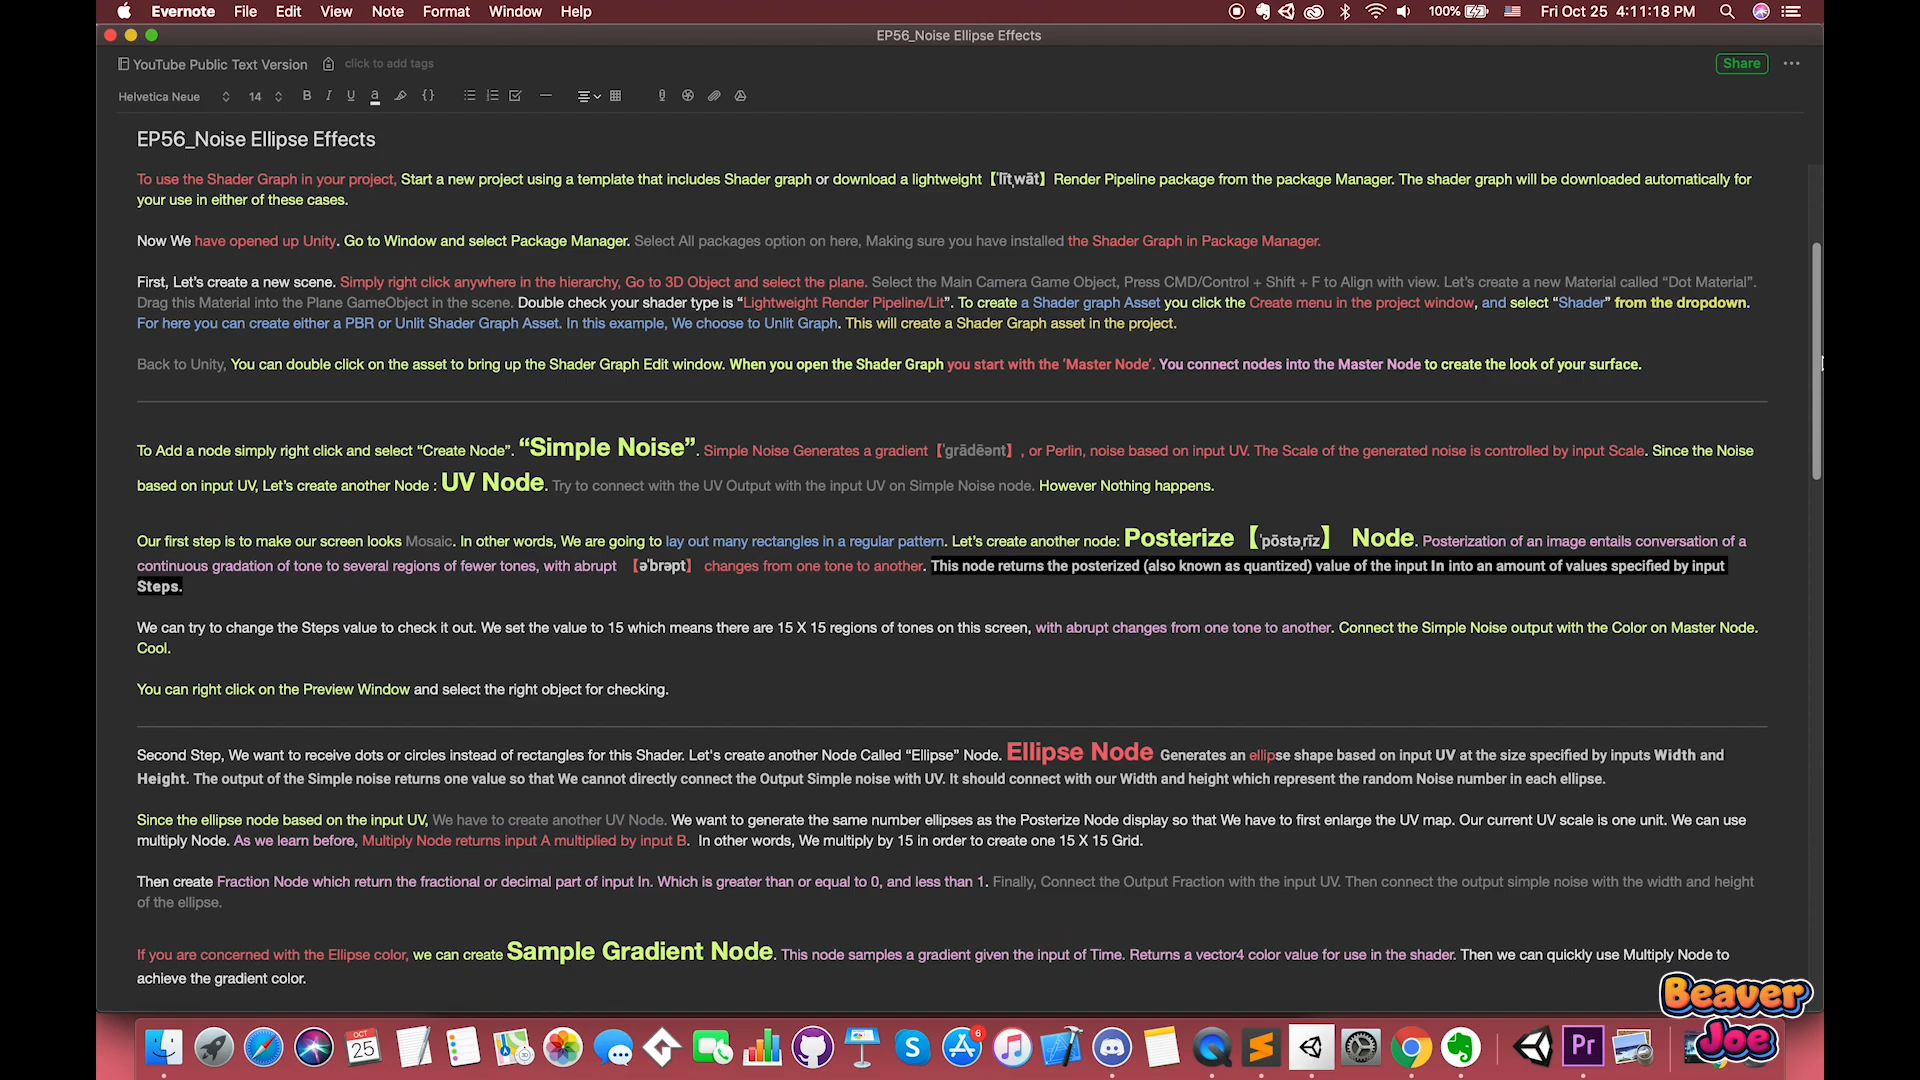 Evernote File Edit View Note Format Window Help 100% Fri Oct 25 4:11:18 PM
EP56_Noise Ellipse Effects
YouTube Public Text Version click to add tags Share
Helvetica Neue 14 B I U a {}
EP56_Noise Ellipse Effects
To use the Shader Graph in your project, Start a new project using a template that includes Shader graph or download a lightweight【ˈlītˌwāt】Render Pipeline package from the package Manager. The shader graph will be downloaded automatically for
your use in either of these cases.
Now We have opened up Unity. Go to Window and select Package Manager. Select All packages option on here, Making sure you have installed the Shader Graph in Package Manager.
First, Let's create a new scene. Simply right click anywhere in the hierarchy, Go to 3D Object and select the plane. Select the Main Camera Game Object, Press CMD/Control + Shift + F to Align with view. Let's create a new Material called “Dot Material”.
Drag this Material into the Plane GameObject in the scene. Double check your shader type is “Lightweight Render Pipeline/Lit”. To create a Shader graph Asset you click the Create menu in the project window, and select “Shader” from the dropdown.
For here you can create either a PBR or Unlit Shader Graph Asset. In this example, We choose to Unlit Graph. This will create a Shader Graph asset in the project.
Back to Unity, You can double click on the asset to bring up the Shader Graph Edit window. When you open the Shader Graph you start with the ‘Master Node’. You connect nodes into the Master Node to create the look of your surface.
To Add a node simply right click and select “Create Node”. “Simple Noise”. Simple Noise Generates a gradient【ˈgrādēənt】, or Perlin, noise based on input UV. The Scale of the generated noise is controlled by input Scale. Since the Noise
based on input UV, Let's create another Node : UV Node. Try to connect with the UV Output with the input UV on Simple Noise node. However Nothing happens.
Our first step is to make our screen looks Mosaic. In other words, We are going to lay out many rectangles in a regular pattern. Let's create another node: Posterize【ˈpōstəˌrīz】 Node. Posterization of an image entails conversation of a
continuous gradation of tone to several regions of fewer tones, with abrupt 【əˈbrəpt】 changes from one tone to another. This node returns the posterized (also known as quantized) value of the input In into an amount of values specified by input
Steps.
We can try to change the Steps value to check it out. We set the value to 15 which means there are 15 X 15 regions of tones on this screen, with abrupt changes from one tone to another. Connect the Simple Noise output with the Color on Master Node.
Cool.
You can right click on the Preview Window and select the right object for checking.
Second Step, We want to receive dots or circles instead of rectangles for this Shader. Let's create another Node Called “Ellipse” Node. Ellipse Node Generates an ellipse shape based on input UV at the size specified by inputs Width and
Height. The output of the Simple noise returns one value so that We cannot directly connect the Output Simple noise with UV. It should connect with our Width and height which represent the random Noise number in each ellipse.
Since the ellipse node based on the input UV, We have to create another UV Node. We want to generate the same number ellipses as the Posterize Node display so that We have to first enlarge the UV map. Our current UV scale is one unit. We can use
multiply Node. As we learn before, Multiply Node returns input A multiplied by input B. In other words, We multiply by 15 in order to create one 15 X 15 Grid.
Then create Fraction Node which return the fractional or decimal part of input In. Which is greater than or equal to 0, and less than 1. Finally, Connect the Output Fraction with the input UV. Then connect the output simple noise with the width and height
of the ellipse.
If you are concerned with the Ellipse color, we can create Sample Gradient Node. This node samples a gradient given the input of Time. Returns a vector4 color value for use in the shader. Then we can quickly use Multiply Node to
achieve the gradient color.
Beaver
Joe
OCT
25
30
S
6
Pr